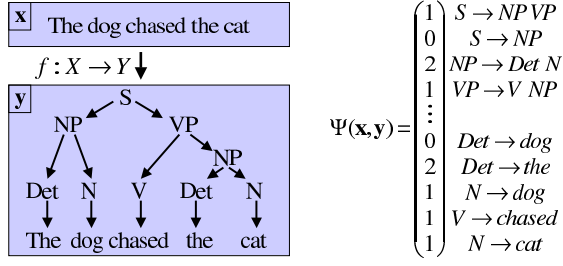 x
The dog chased the cat
f : X → Y
y
S
NP VP
NP
Det N V Det N
The dog chased the cat
Ψ(x,y) =
1 S → NP VP
0 S → NP
2 NP → Det N
1 VP → V NP
⋮
0 Det → dog
2 Det → the
1 N → dog
1 V → chased
1 N → cat